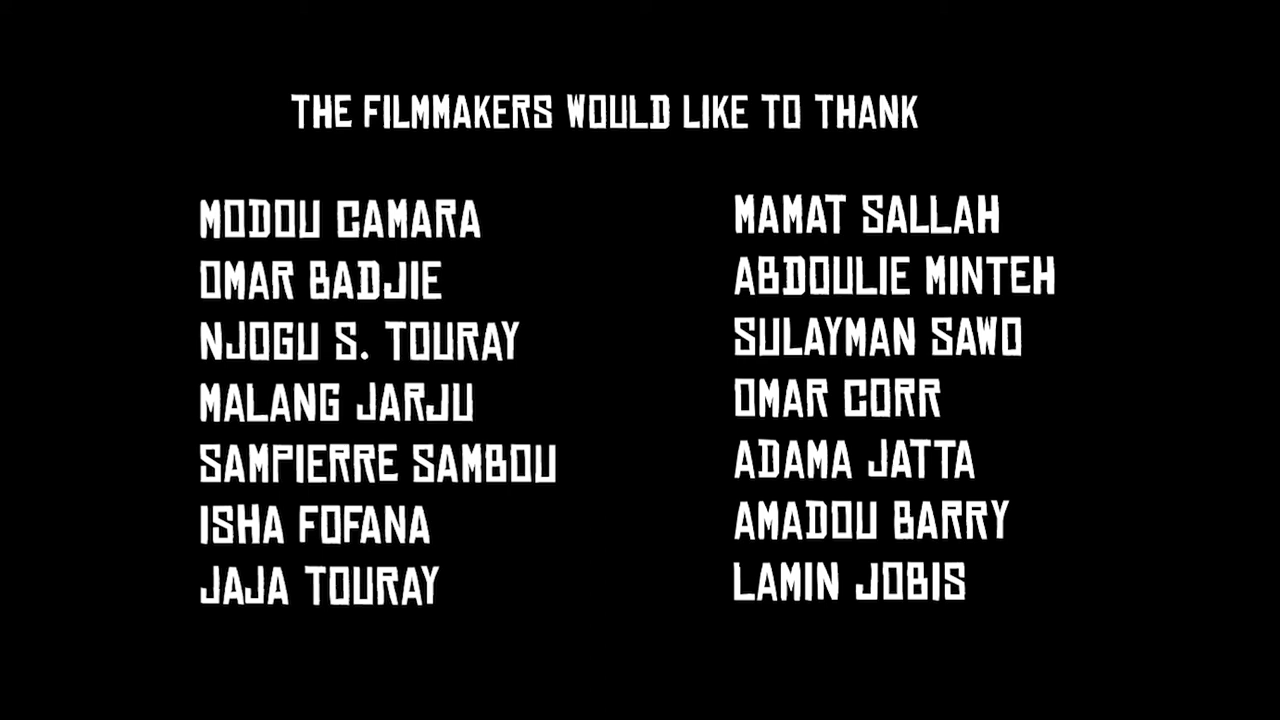 THE FILMMAKERS WOULD LIKE TO THANK
MODOU CAMARA
OMAR BADJIE
NJOGU S. TOURAY
MALANG JARJU
SAMPIERRE SAMBOU
ISHA FOFANA
JAJA TOURAY
MAMAT SALLAH
ABDOULIE MINTEH
SULAYMAN SAWO
OMAR CORR
ADAMA JATTA
AMADOU BARRY
LAMIN JOBIS